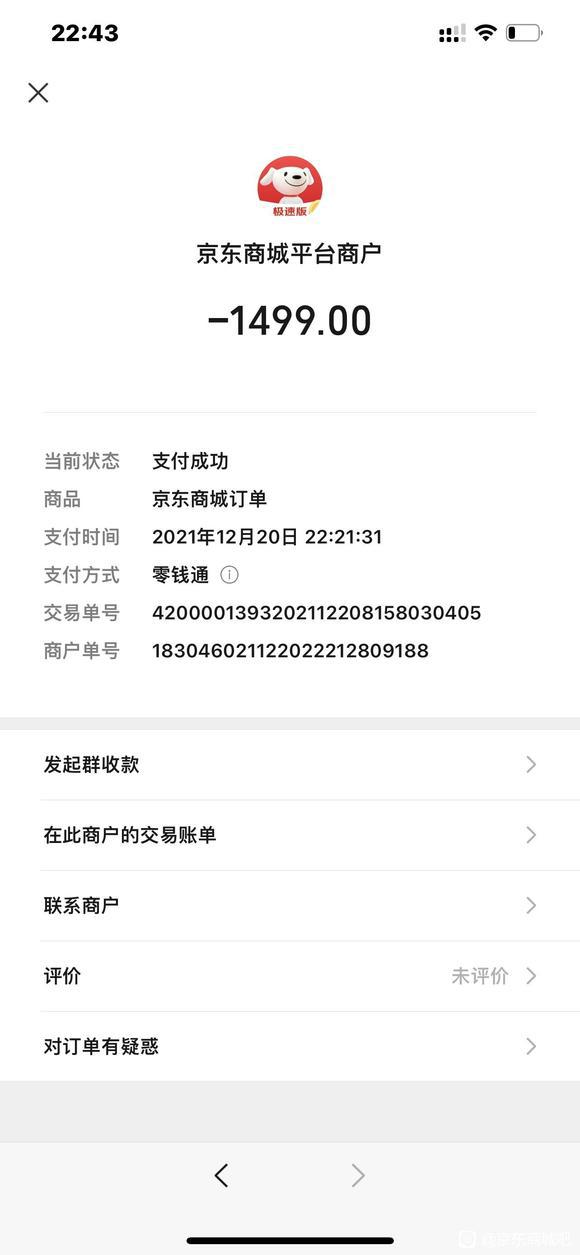 22:43
极速版
京东商城平台商户
-1499.00
当前状态 支付成功
商品 京东商城订单
支付时间 2021年12月20日 22:21:31
支付方式 零钱通
交易单号 4200001393202112208158030405
商户单号 183046021122022212809188
发起群收款
在此商户的交易账单
联系商户
评价 未评价
对订单有疑惑